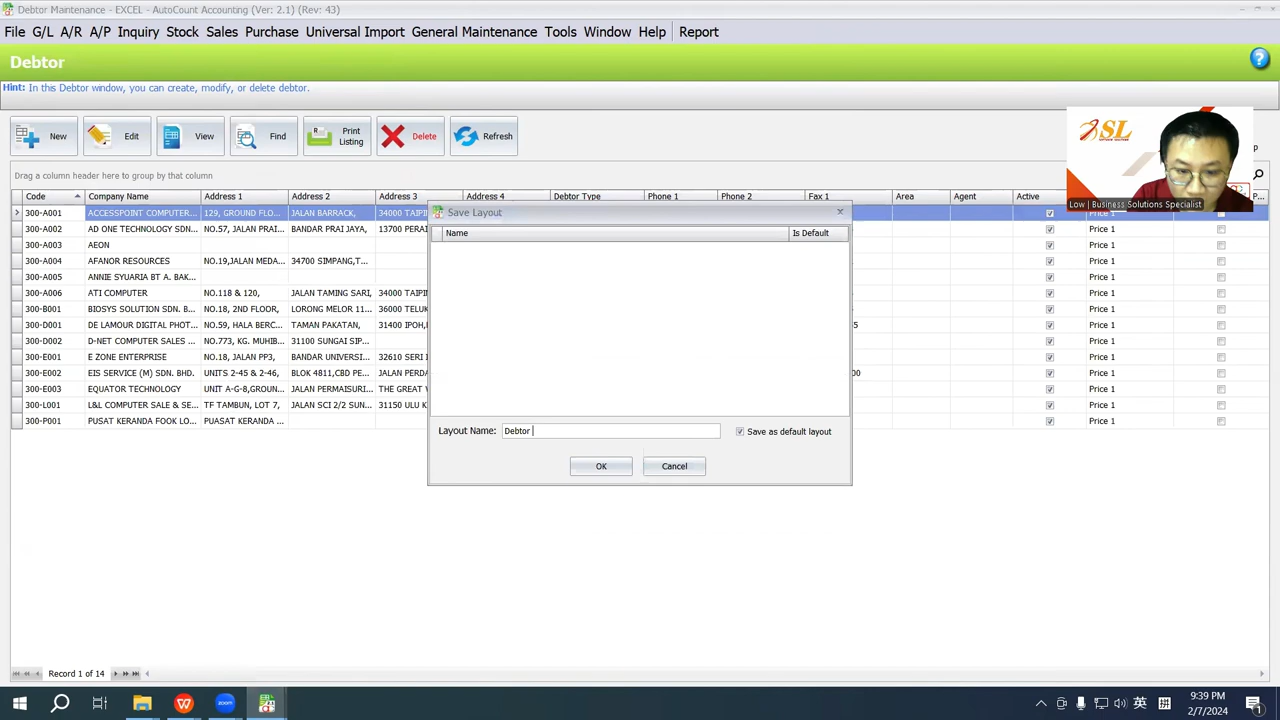 Debtor Maintenance - EXCEL - AutoCount Accounting (Ver: 2.1) (Rev: 43)
File G/L A/R A/P Inquiry Stock Sales Purchase Universal Import General Maintenance Tools Window Help Report
Debtor
Hint: In this Debtor window, you can create, modify, or delete debtor.
New Edit View Find Print Listing Delete Refresh
SL
Low | Business Solutions Specialist
Drag a column header here to group by that column
Code Company Name Address 1 Address 2 Address 3 Address 4 Debtor Type Phone 1 Phone 2 Fax 1 Area Agent Active P...
300-A001 ACCESSPOINT COMPUTER... 129, GROUND FLO... JALAN BARRACK, 34000 TAIPIN Price 1
300-A002 AD ONE TECHNOLOGY SDN... NO.57, JALAN PRAI... BANDAR PRAI JAYA, 13700 PERAI Price 1
300-A003 AEON Price 1
300-A004 AFANOR RESOURCES NO.19,JALAN MEDA... 34700 SIMPANG,T... Price 1
300-A005 ANNIE SYUARIA BT A. BAK... Price 1
300-A006 ATI COMPUTER NO.118 & 120, JALAN TAMING SARI, 34000 TAIPIN Price 1
300-B001 BIOSYS SOLUTION SDN. B... NO.18, 2ND FLOOR, LORONG MELOR 11... 36000 TELUK Price 1
300-D001 DE LAMOUR DIGITAL PHOT... NO.59, HALA BERC... TAMAN PAKATAN, 31400 IPOH, 5 Price 1
300-D002 D-NET COMPUTER SALES ... NO.773, KG. MUHIB... 31100 SUNGAI SIP... Price 1
300-E001 E ZONE ENTERPRISE NO.18, JALAN PP3, BANDAR UNIVERSI... 32610 SERI I Price 1
300-E002 EIS SERVICE (M) SDN. BHD. UNITS 2-45 & 2-46, BLOK 4811,CBD PE... JALAN PERDA 00 Price 1
300-E003 EQUATOR TECHNOLOGY UNIT A-G-8,GROUN... JALAN PERMAISURI... THE GREAT Price 1
300-L001 L&L COMPUTER SALE & SE... TF TAMBUN, LOT 7, JALAN SCI 2/2 SUN... 31150 ULU K Price 1
300-P001 PUSAT KERANDA FOOK LO... PUASAT KERANDA ... Price 1
Save Layout
Name Is Default
Layout Name: Debtor Save as default layout
OK Cancel
Record 1 of 14
英 拼
9:39 PM
2/7/2024
1